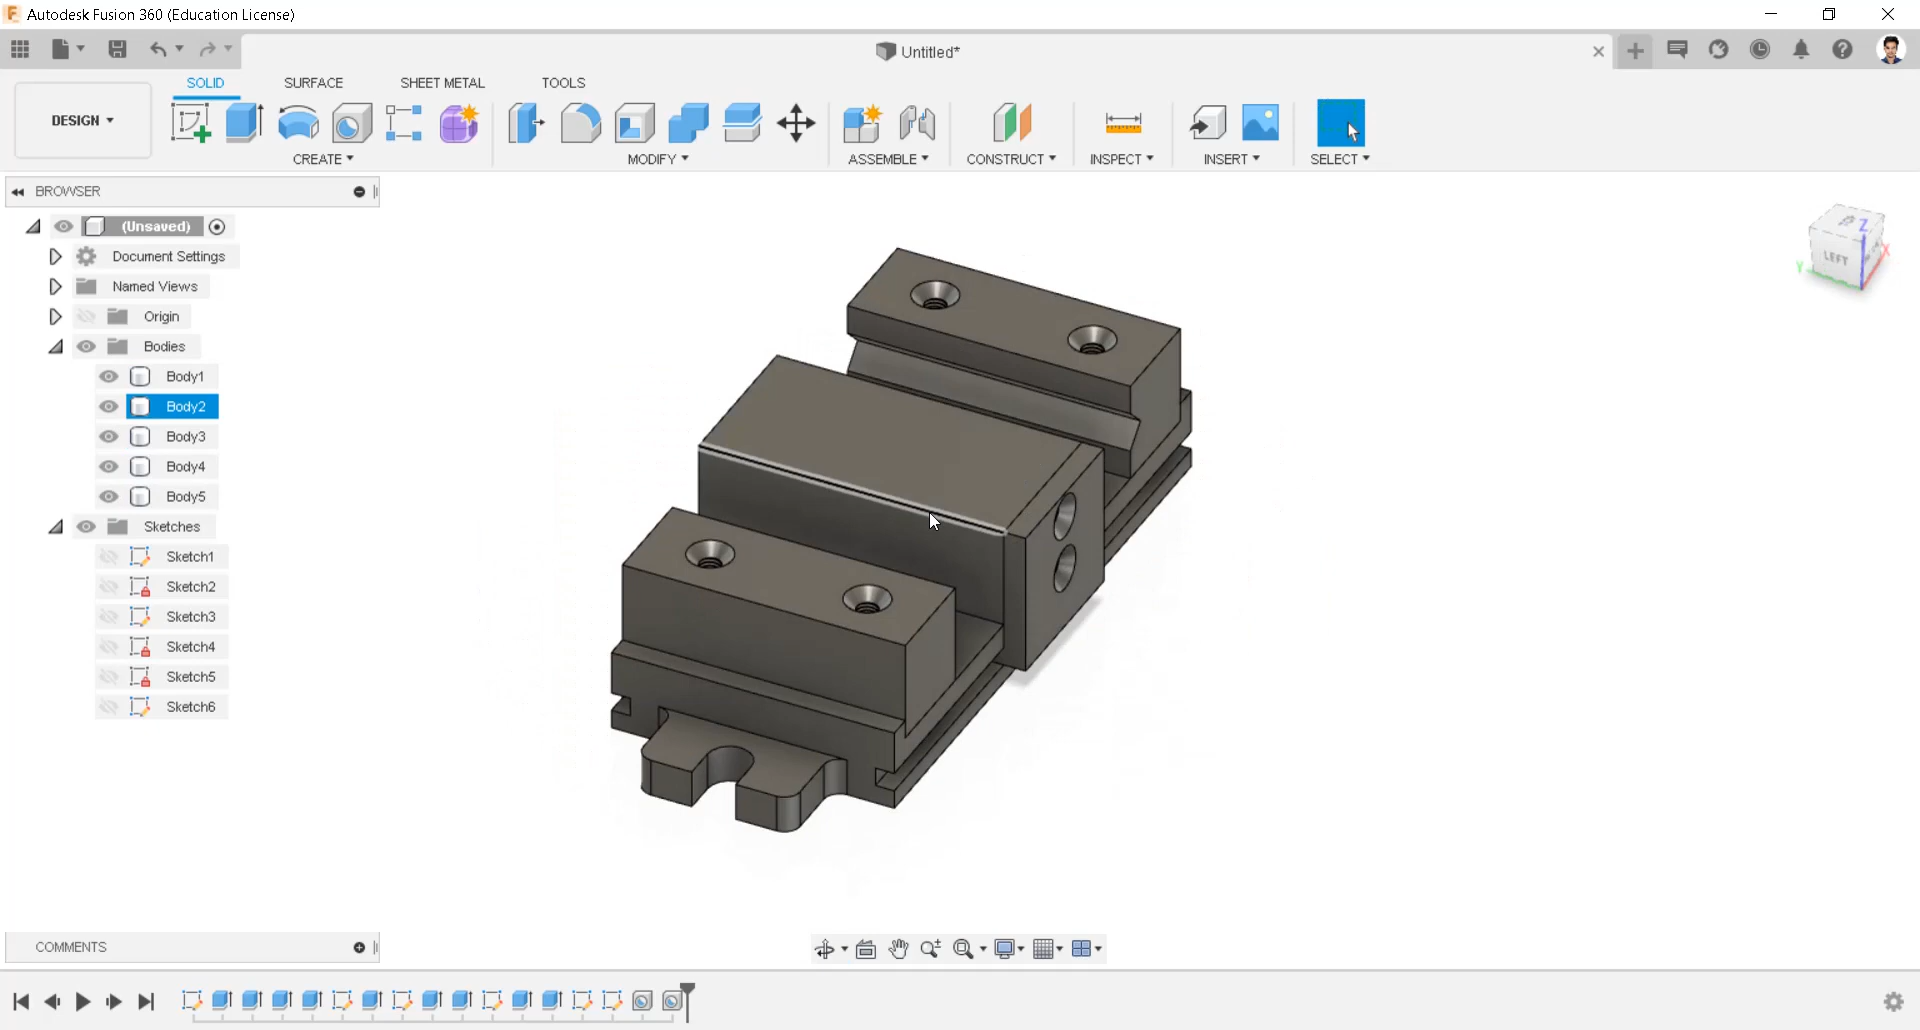 Autodesk Fusion 360 (Education License)
Untitled*
SOLID SURFACE SHEET METAL TOOLS
DESIGN
CREATE MODIFY ASSEMBLE CONSTRUCT INSPECT INSERT SELECT
BROWSER
(Unsaved)
Document Settings
Named Views
Origin
Bodies
Body1
Body2
Body3
Body4
Body5
Sketches
Sketch1
Sketch2
Sketch3
Sketch4
Sketch5
Sketch6
Z
X
Y
LEFT
COMMENTS